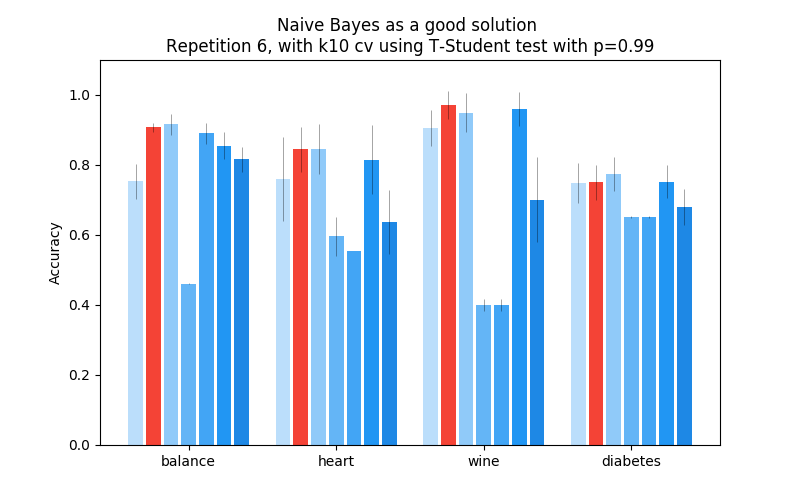 Naive Bayes as a good solution
Repetition 6, with k10 cv using T-Student test with p=0.99
1.0
0.8
0.6
0.4
0.2
0.0
Accuracy
balance heart wine diabetes